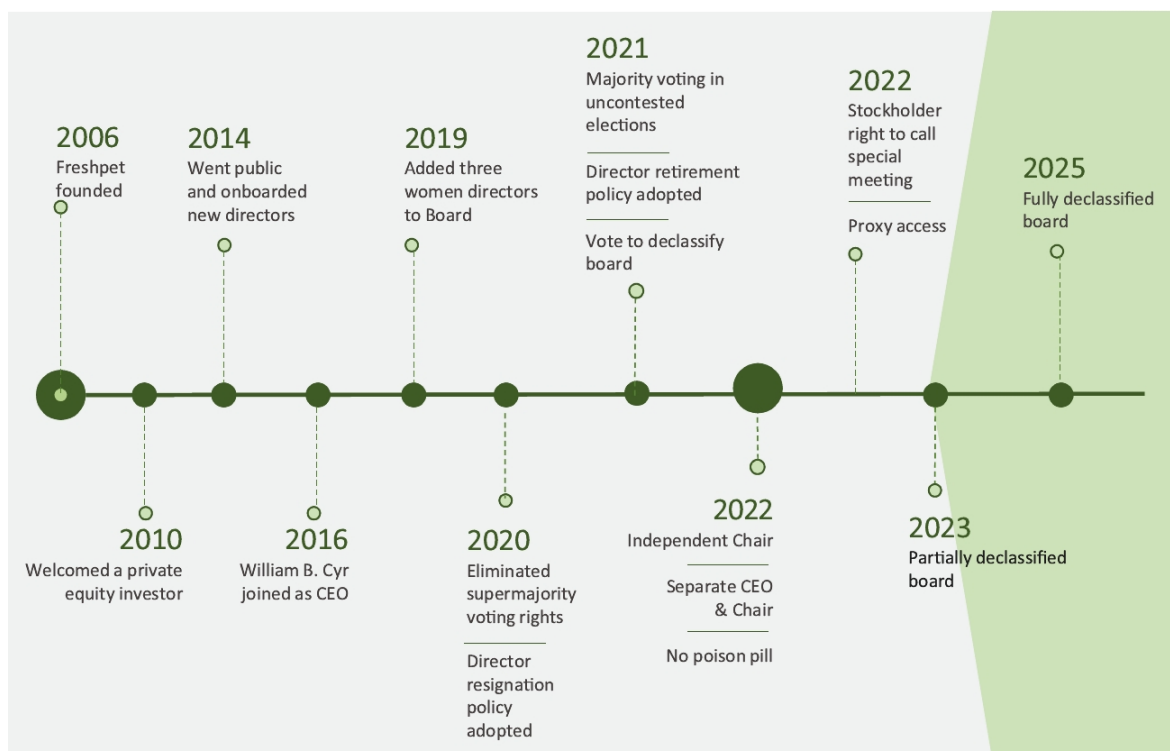 2006
Freshpet
founded
2014
Went public
and onboarded
new directors
2019
Added three
women directors
to Board
2021
Majority voting in
uncontested
elections
Director retirement
policy adopted
Vote to declassify
board
2022
Stockholder
right to call
special
meeting
Proxy access
2025
Fully declassified
board
2010
Welcomed a private
equity investor
2016
William B. Cyr
joined as CEO
2020
Eliminated
supermajority
voting rights
Director
resignation
policy
adopted
2022
Independent Chair
Separate CEO
& Chair
No poison pill
2023
Partially declassified
board